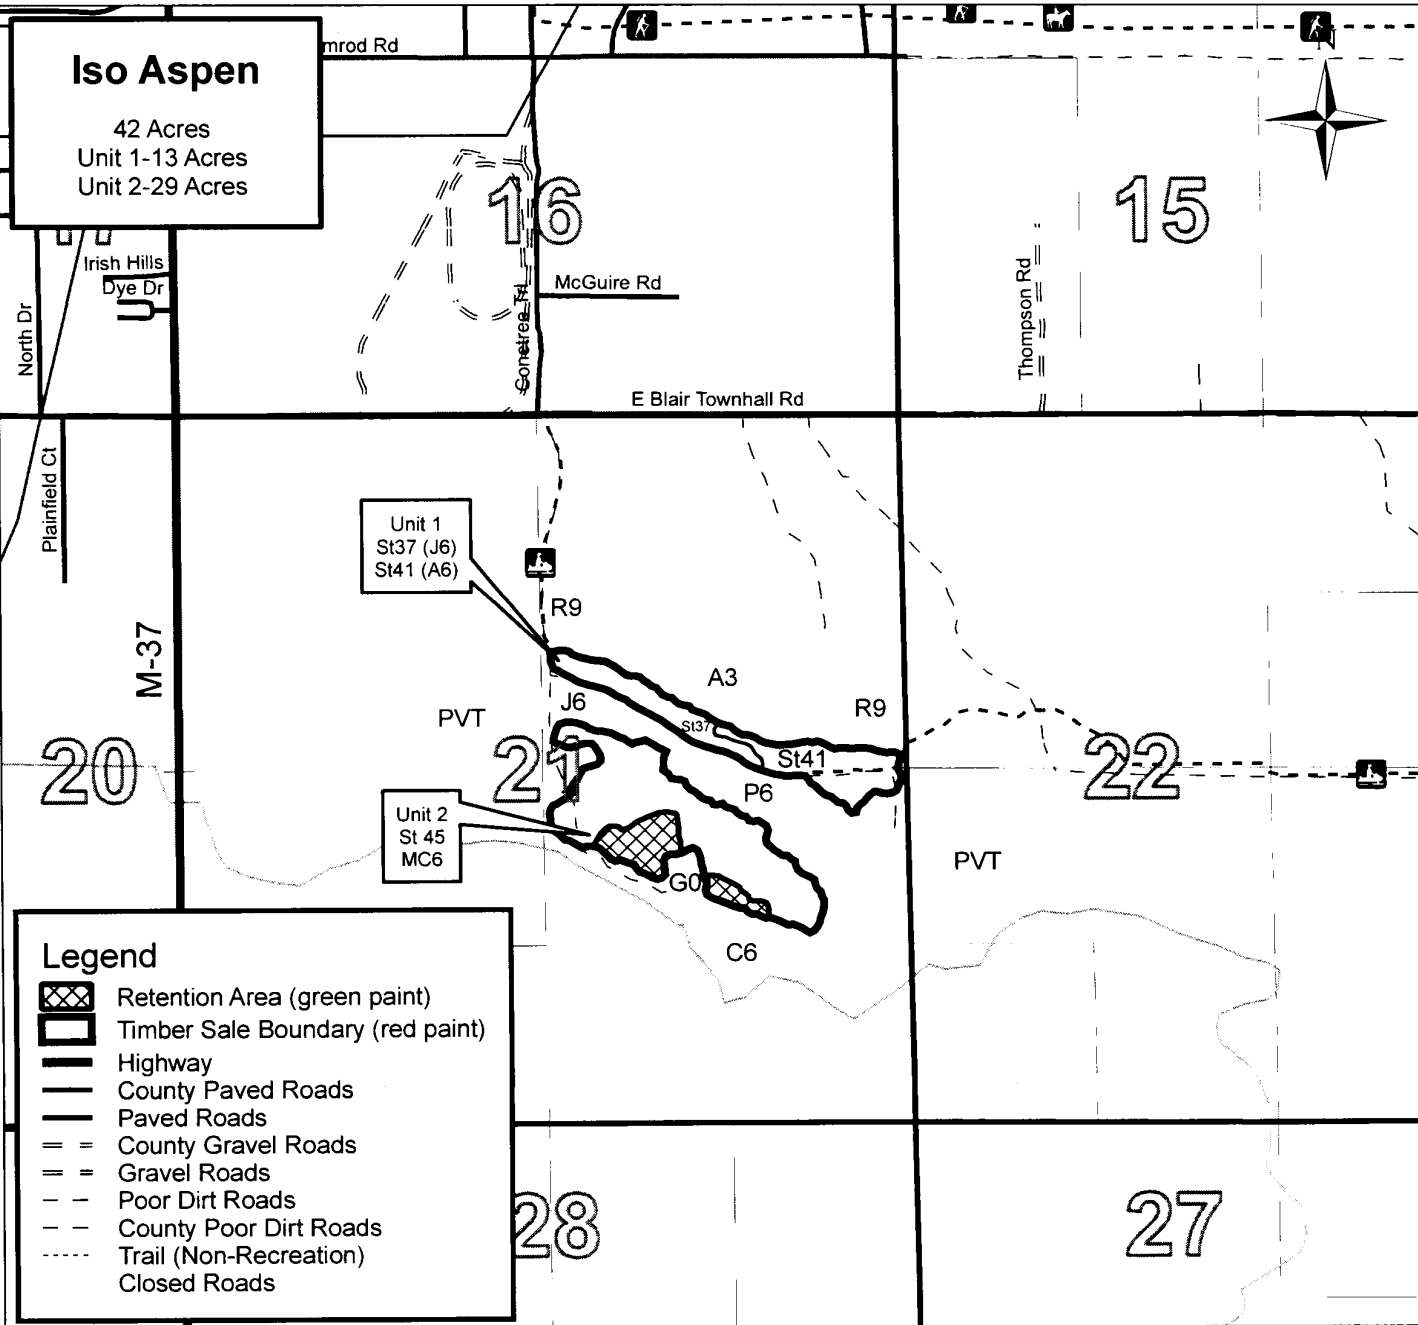 Iso Aspen
42 Acres
Unit 1-13 Acres
Unit 2-29 Acres
mrod Rd
N
16
15
17
Irish Hills
Dye Dr
North Dr
McGuire Rd
Conetree Trl
Thompson Rd
E Blair Townhall Rd
Plainfield Ct
M-37
Unit 1
St37 (J6)
St41 (A6)
R9
A3
J6
R9
PVT
St37
St41
20
21
22
P6
Unit 2
St 45
MC6
G0
PVT
C6
Legend
Retention Area (green paint)
Timber Sale Boundary (red paint)
Highway
County Paved Roads
Paved Roads
County Gravel Roads
Gravel Roads
Poor Dirt Roads
County Poor Dirt Roads
Trail (Non-Recreation)
Closed Roads
28
27